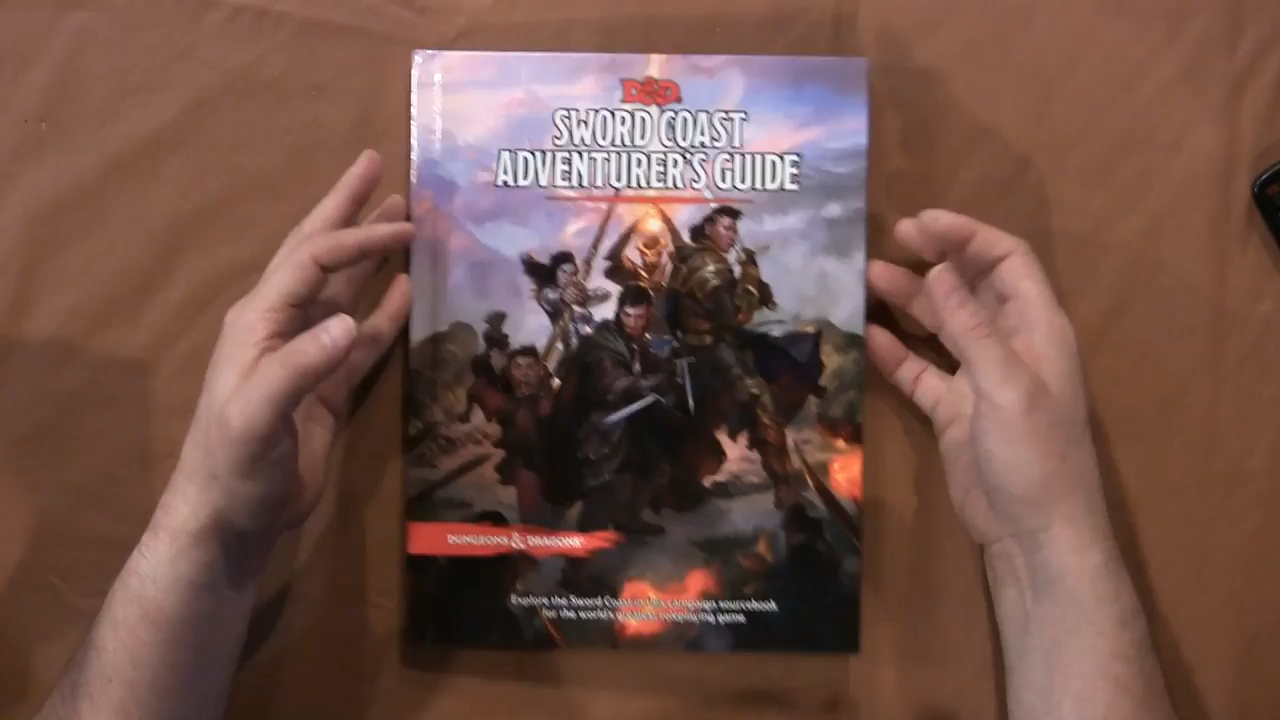 D&D
SWORD COAST
ADVENTURER'S GUIDE
DUNGEONS & DRAGONS®
Explore the Sword Coast in this campaign sourcebook
for the world's greatest roleplaying game